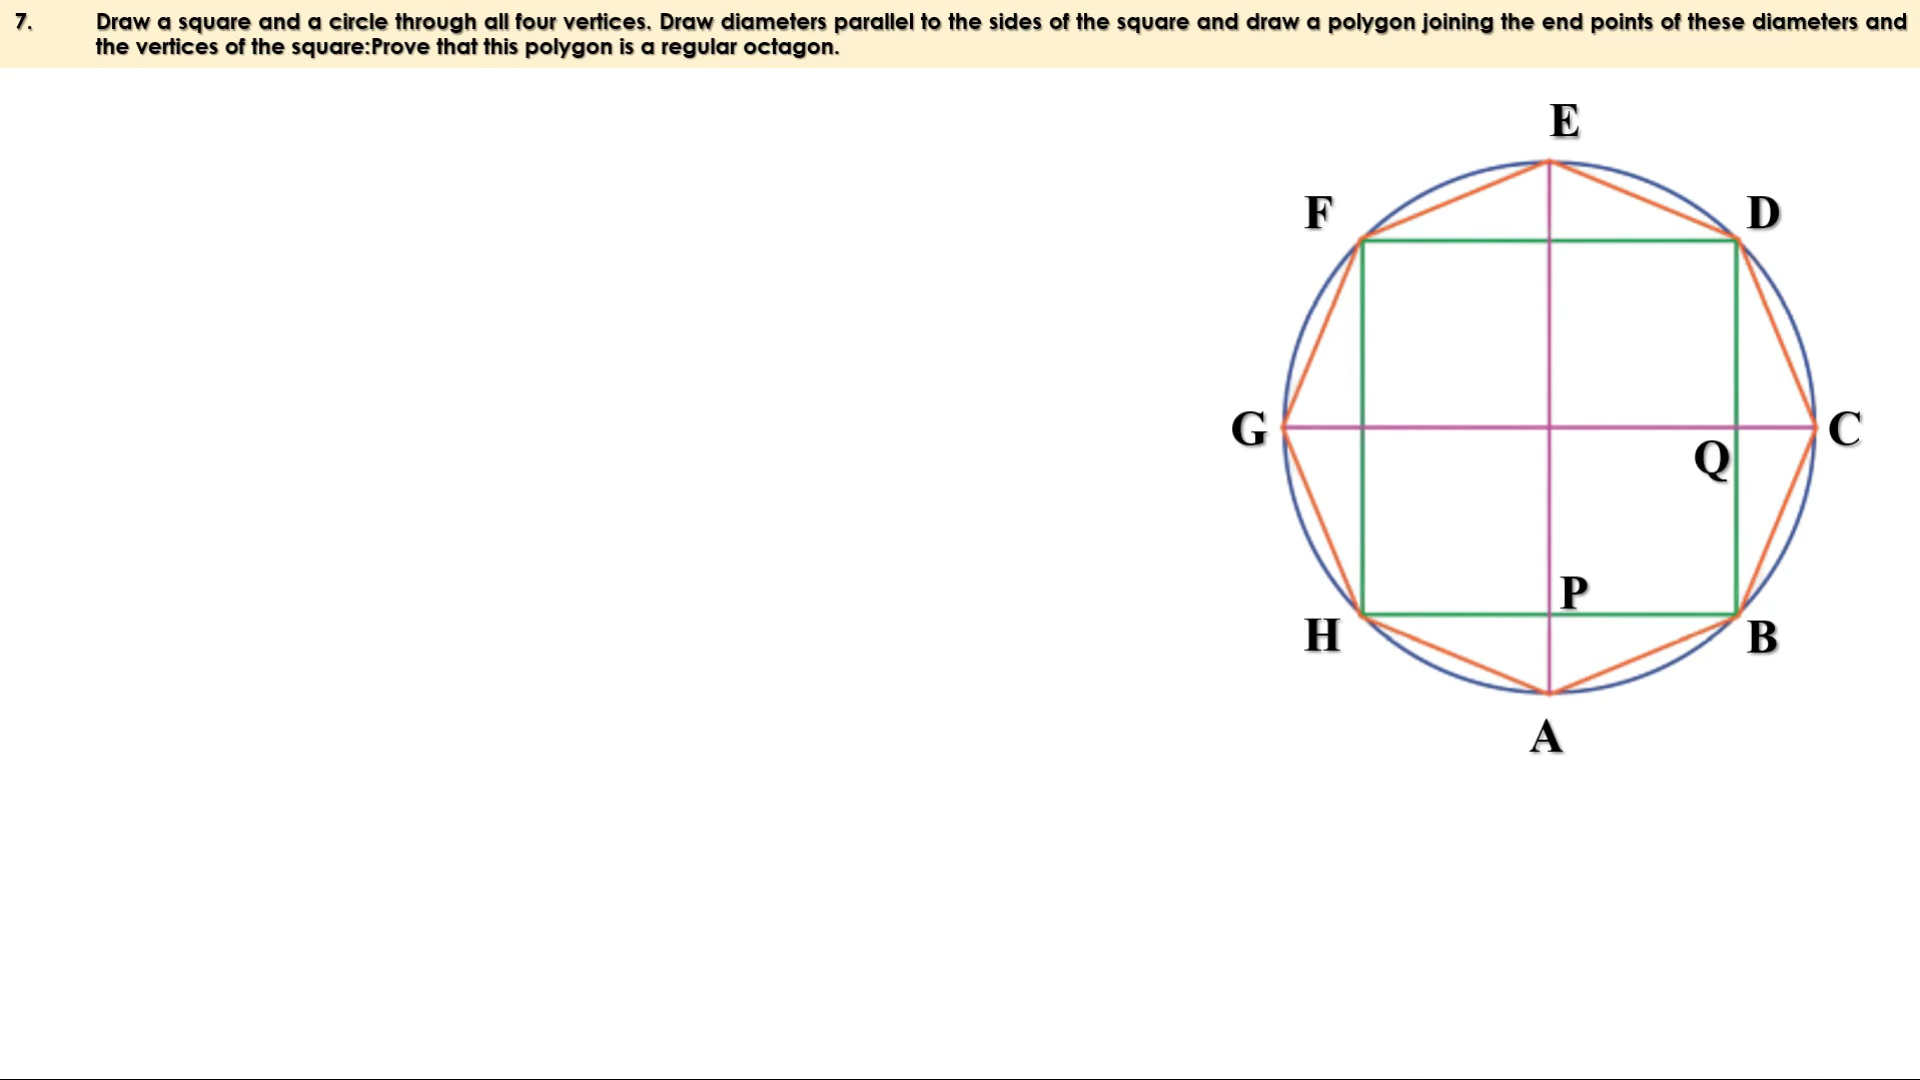 7. Draw a square and a circle through all four vertices. Draw diameters parallel to the sides of the square and draw a polygon joining the end points of these diameters and
the vertices of the square:Prove that this polygon is a regular octagon.
E
F
D
G
C
Q
P
H
B
A